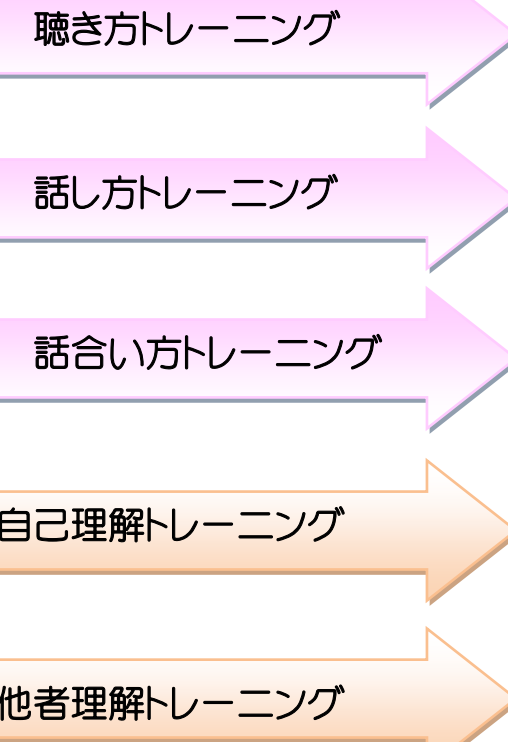 聴き方トレーニング
話し方トレーニング
話合い方トレーニング
自己理解トレーニング
他者理解トレーニング